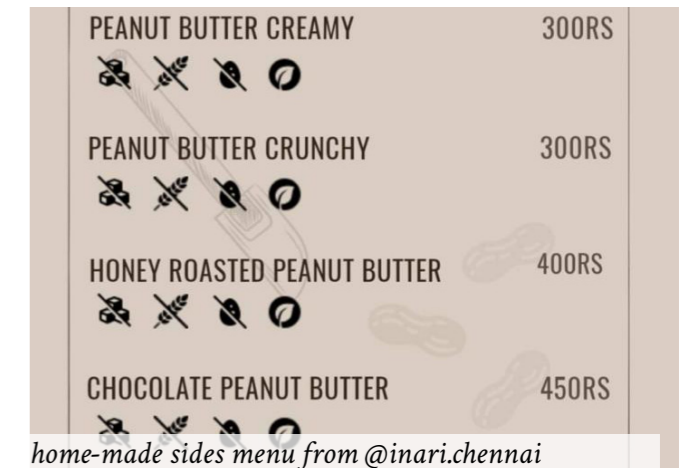 PEANUT BUTTER CREAMY 300RS
PEANUT BUTTER CRUNCHY 300RS
HONEY ROASTED PEANUT BUTTER 400RS
CHOCOLATE PEANUT BUTTER 450RS
home-made sides menu from @inari.chennai